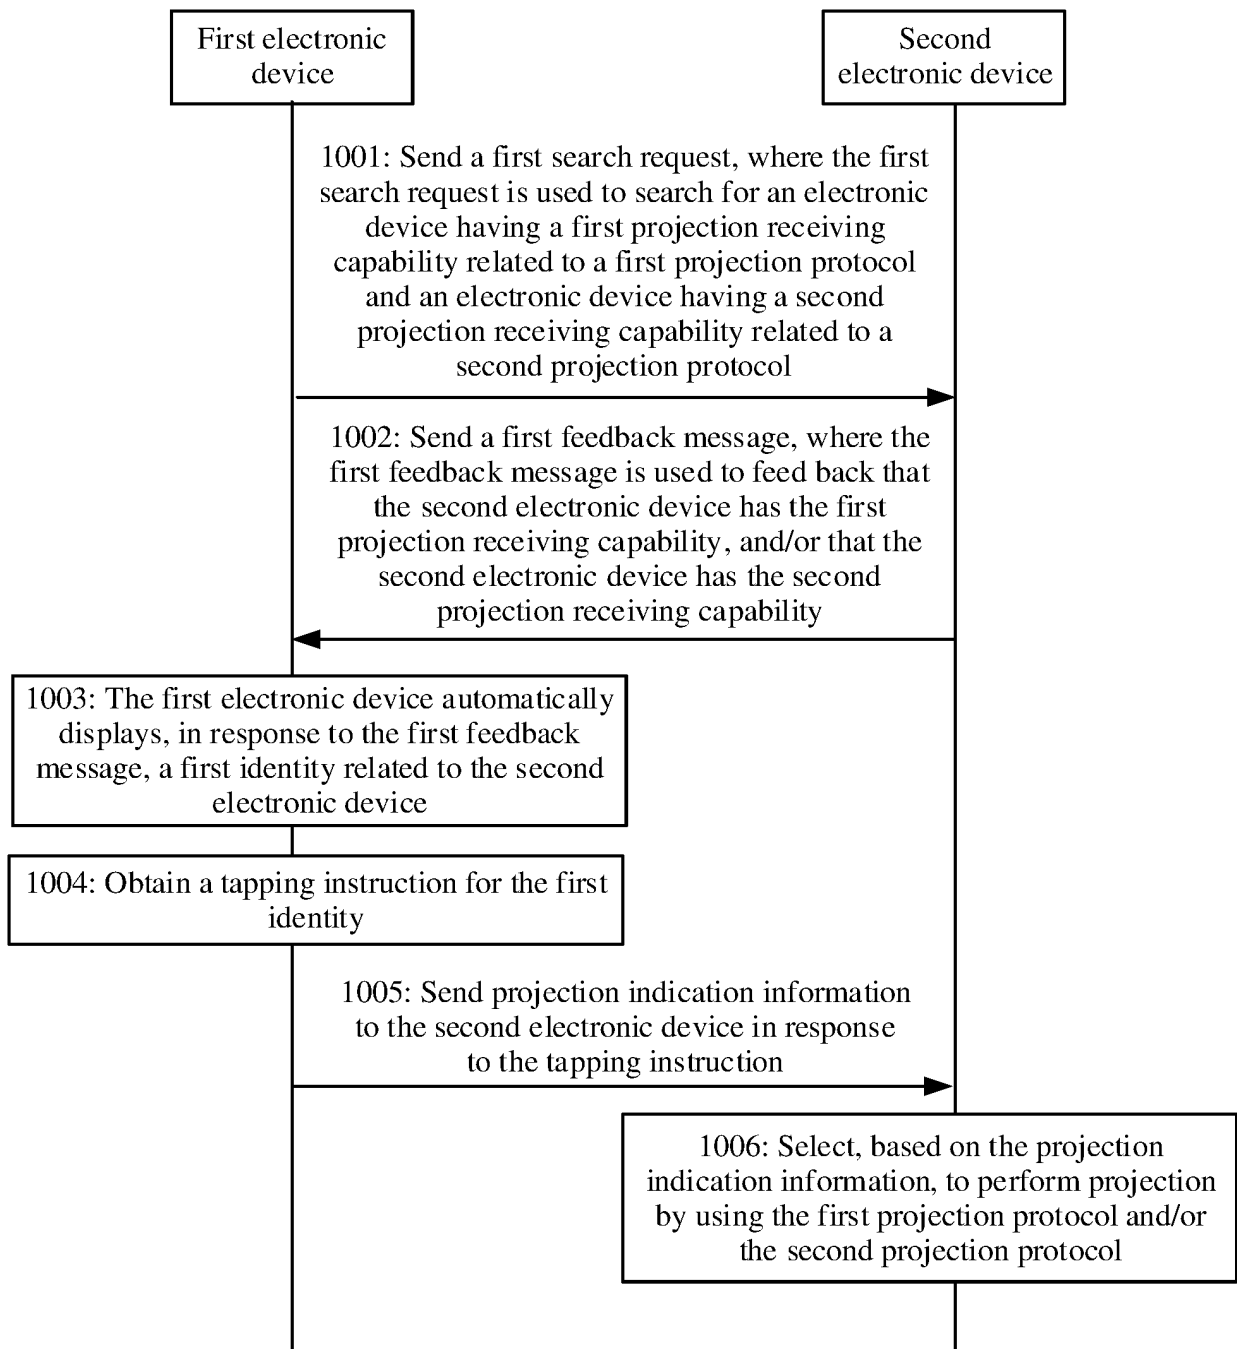 First electronic
device
Second
electronic device
1001: Send a first search request, where the first
search request is used to search for an electronic
device having a first projection receiving
capability related to a first projection protocol
and an electronic device having a second
projection receiving capability related to a
second projection protocol
1002: Send a first feedback message, where the
first feedback message is used to feed back that
the second electronic device has the first
projection receiving capability, and/or that the
second electronic device has the second
projection receiving capability
1003: The first electronic device automatically
displays, in response to the first feedback
message, a first identity related to the second
electronic device
1004: Obtain a tapping instruction for the first
identity
1005: Send projection indication information
to the second electronic device in response
to the tapping instruction
1006: Select, based on the projection
indication information, to perform projection
by using the first projection protocol and/or
the second projection protocol